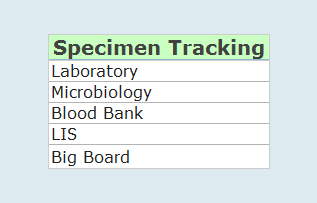 Specimen Tracking
Laboratory
Microbiology
Blood Bank
LIS
Big Board